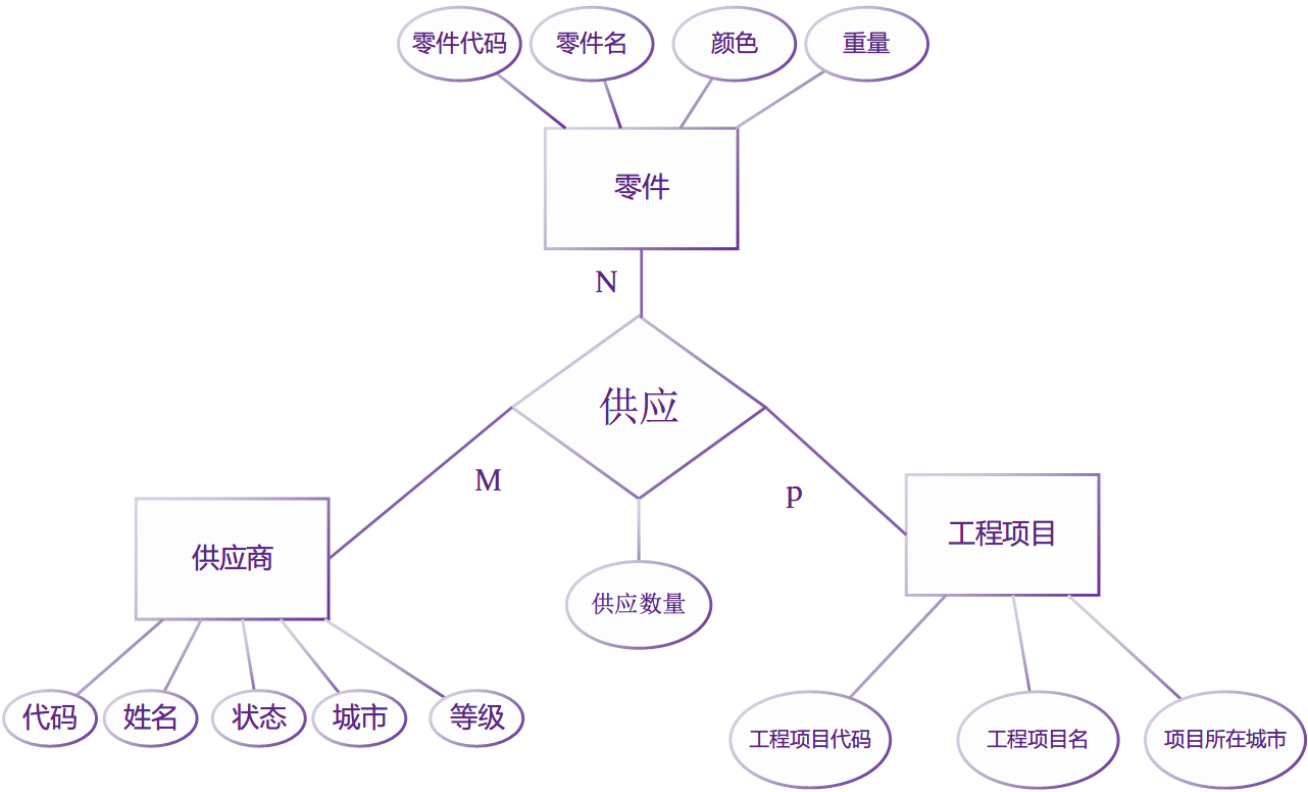 零件代码
零件名
颜色
重量
零件
N
供应
M
p
供应商
工程项目
供应数量
代码
姓名
状态
城市
等级
工程项目代码
工程项目名
项目所在城市